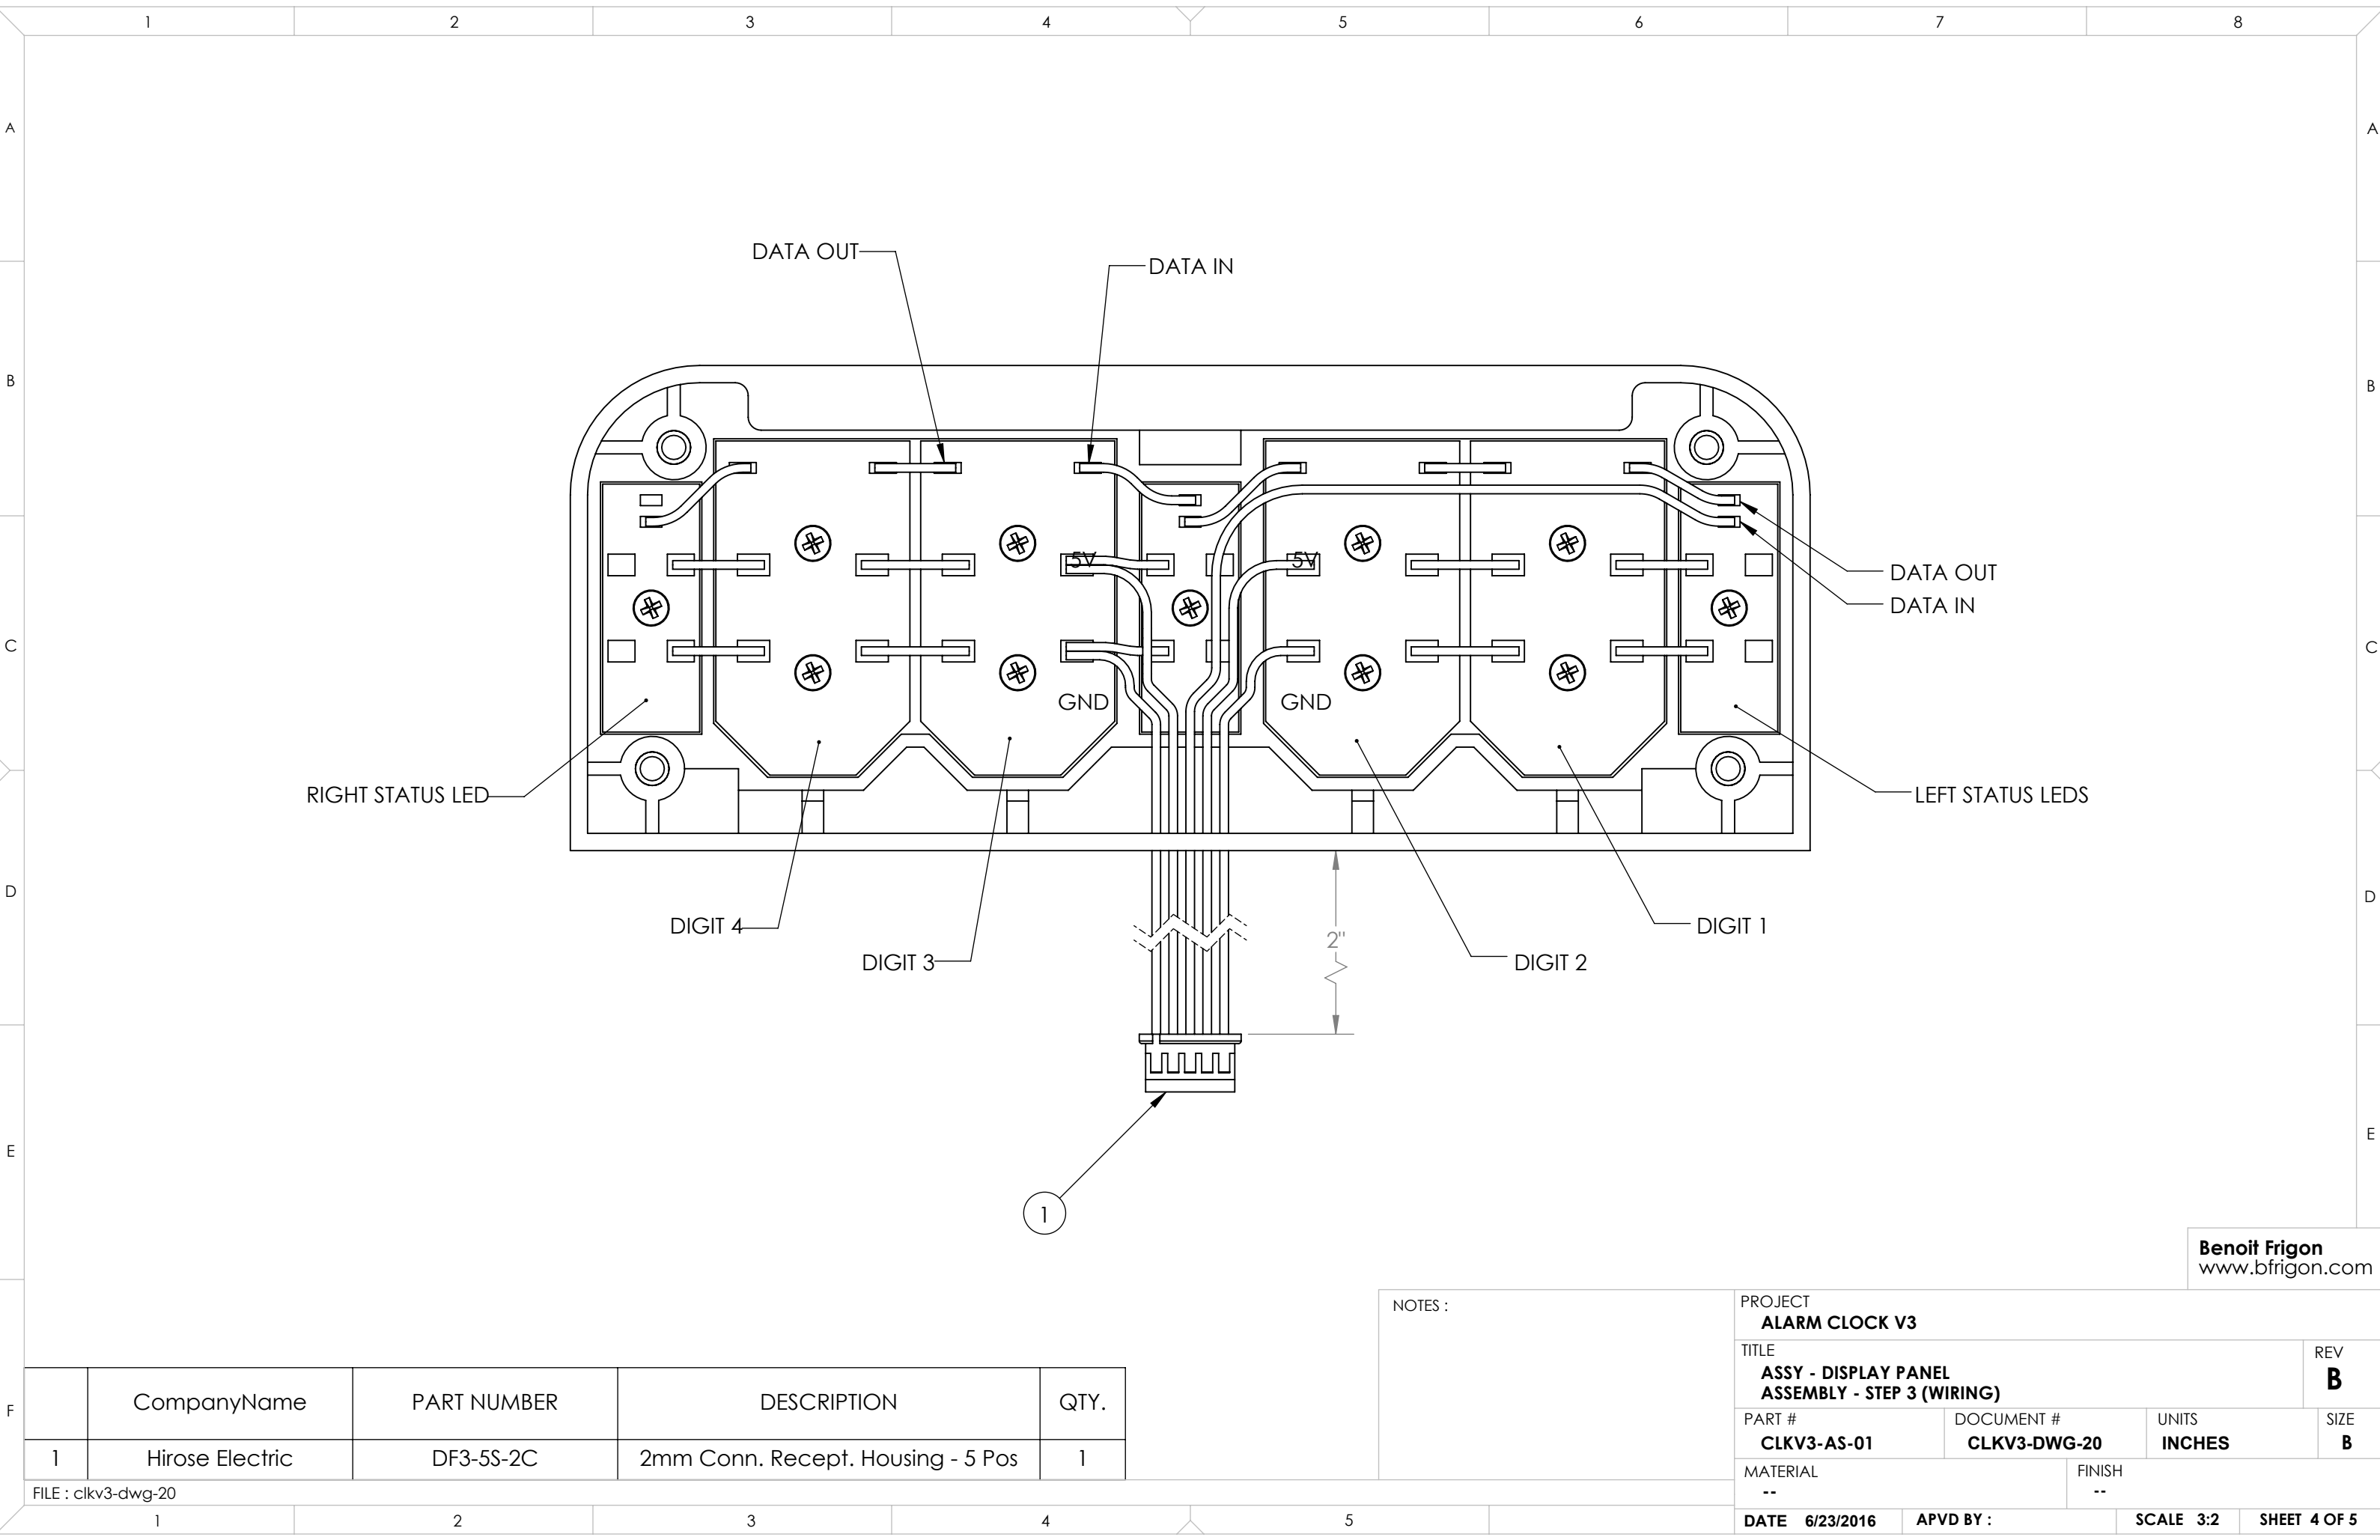 1 2 3 4 5 6 7 8
A A
DATA OUT
DATA IN
B B
5V 5V
DATA OUT
DATA IN
C C
GND GND
RIGHT STATUS LED
LEFT STATUS LEDS
D D
DIGIT 4
DIGIT 1
2"
DIGIT 3
DIGIT 2
E E
1
Benoit Frigon
www.bfrigon.com
NOTES :
PROJECT
ALARM CLOCK V3
TITLE
ASSY - DISPLAY PANEL
ASSEMBLY - STEP 3 (WIRING)
REV
B
F
CompanyName PART NUMBER DESCRIPTION QTY.
1 Hirose Electric DF3-5S-2C 2mm Conn. Recept. Housing - 5 Pos 1
PART # DOCUMENT # UNITS SIZE
CLKV3-AS-01 CLKV3-DWG-20 INCHES B
MATERIAL FINISH
-- --
FILE : clkv3-dwg-20
1 2 3 4 5
DATE 6/23/2016 APVD BY : SCALE 3:2 SHEET 4 OF 5